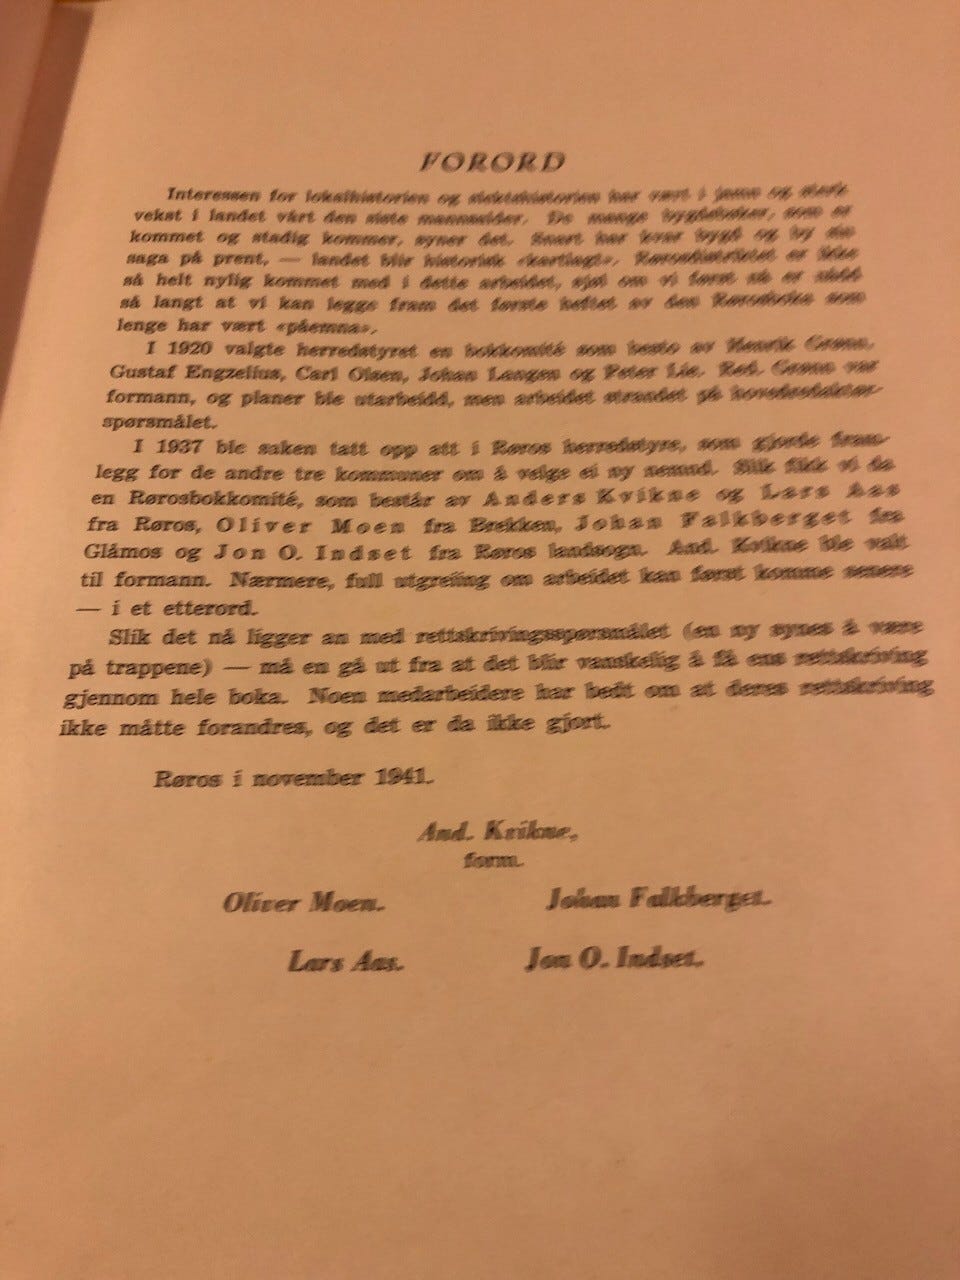 FORORD
Interessen for lokalhistorien og slektshistorien har vært i jamn og sterk
vekst i landet vårt den siste mannsalder. De mange bygdebøker, som er
kommet og stadig kommer, syner det. Snart har hver bygd og by sin
saga på prent, — landet blir historisk «kartlagt». Rørosdistriktet er ikke
så helt nylig kommet med i dette arbeidet, sjøl om vi først nå er nådd
så langt at vi kan legge fram det første heftet av den Rørosboka som
lenge har vært «påemna».
I 1920 valgte herredstyret en bokkomité som besto av Henrik Grønn,
Gustaf Engzelius, Carl Olsen, Johan Langen og Peter Lie. Red. Grønn var
formann, og planer ble utarbeidd, men arbeidet strandet på
spørsmålet.
I 1937 ble saken tatt opp att i Røros herredstyre, som gjorde fram-
legg for de andre tre kommuner om å velge ei ny nemnd. Slik fikk vi da
en Rørosbokkomité, som består av Anders Kvikne og Lars Aas
fra Røros, Oliver Moen fra Brekken, Johan Falkberget fra
Glåmos og Jon O. Indset fra Røros landsogn. And. Kvikne ble valt
til formann. Nærmere, full utgreiing om arbeidet kan først komme senere
— i et etterord.
Slik det nå ligger an med rettskrivingsspørsmålet (en ny synes å være
på trappene) — må en gå ut fra at det blir vanskelig å få ens rettskriving
gjennom hele boka. Noen medarbeidere har bedt om at deres rettskriving
ikke måtte forandres, og det er da ikke gjort.
Røros i november 1941.
And. Kvikne,
form.
Oliver Moen. Johan Falkberget.
Lars Aas. Jon O. Indset.